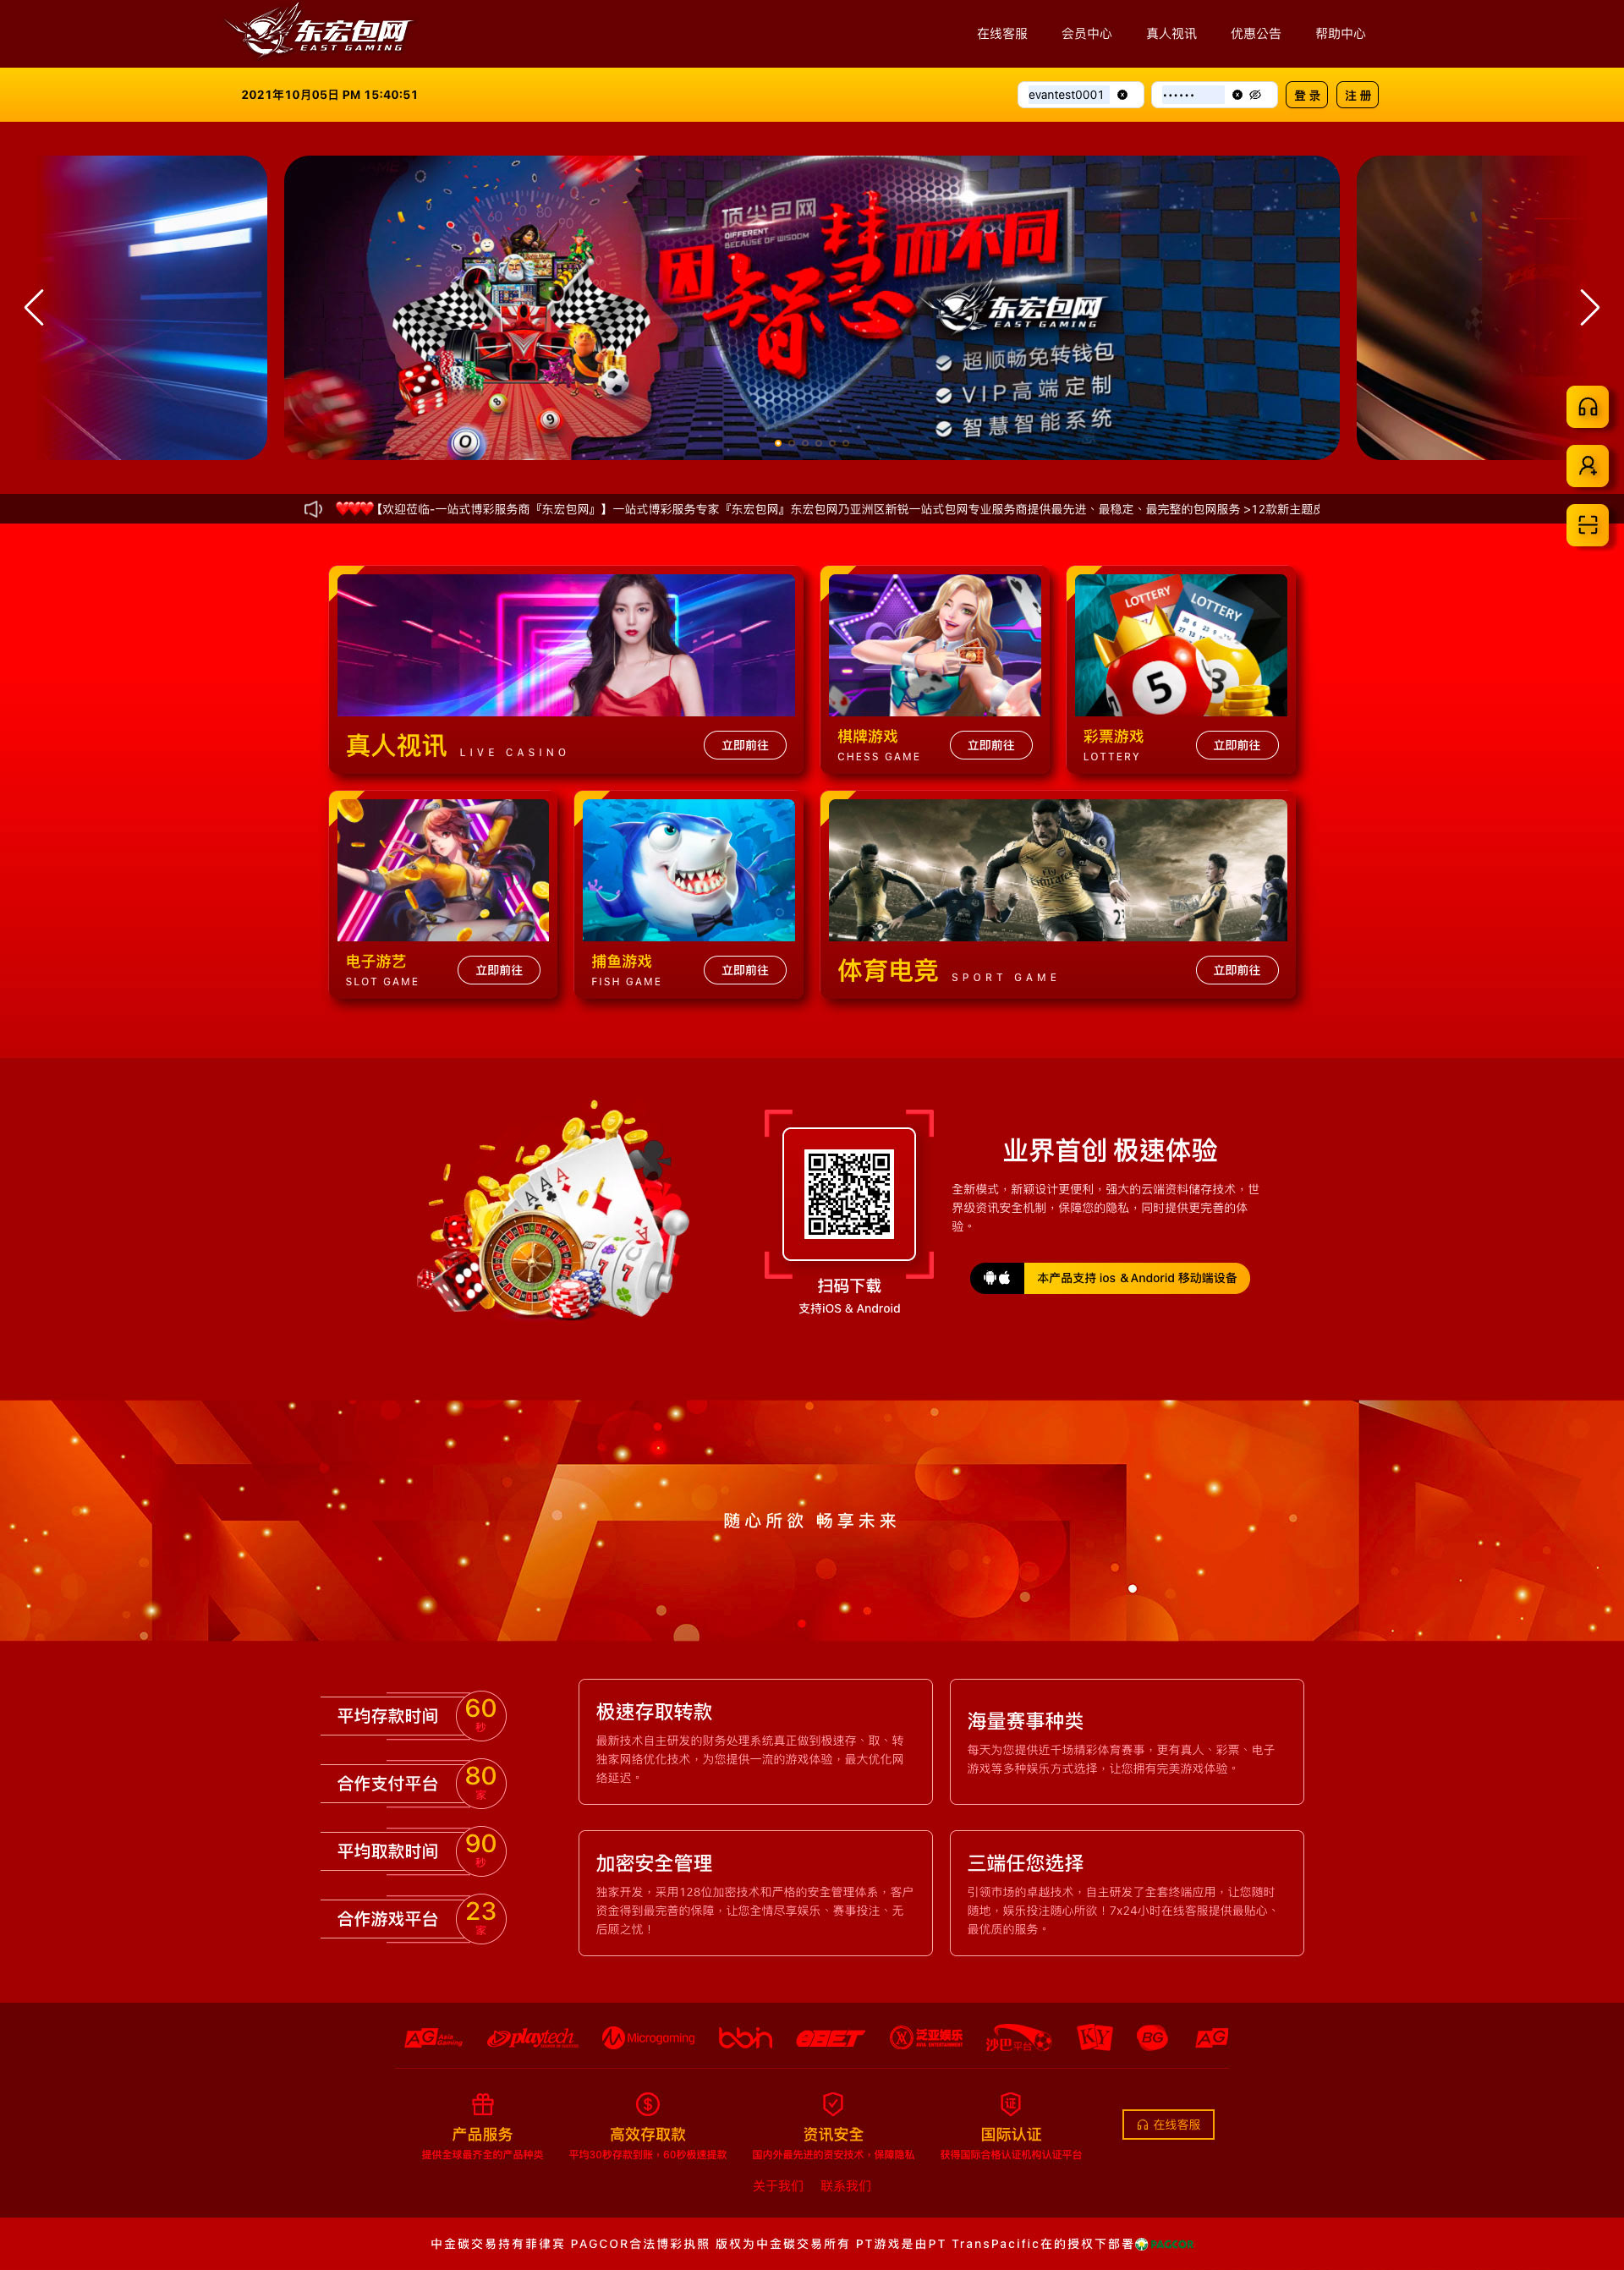 东宏包网
EAST GAMING
在线客服 会员中心 真人视讯 优惠公告 帮助中心
2021年10月05日 PM 15:40:51
evantest0001
••••••
登 录
注 册
顶尖包网
DIFFERENT
BECAUSE OF WISDOM
因智慧而不同
东宏包网
EAST GAMING
超顺畅免转钱包
VIP高端定制
智慧智能系统
【欢迎莅临-一站式博彩服务商『东宏包网』】一站式博彩服务专家『东宏包网』东宏包网乃亚洲区新锐一站式包网专业服务商提供最先进、最稳定、最完整的包网服务 >12款新主题
LOTTERY
LOTTERY
5
3
真人视讯 LIVE CASINO 立即前往
棋牌游戏
CHESS GAME
立即前往
彩票游戏
LOTTERY
立即前往
电子游艺
SLOT GAME
立即前往
捕鱼游戏
FISH GAME
立即前往
体育电竞 SPORT GAME 立即前往
扫码下载
支持iOS & Android
业界首创 极速体验
全新模式，新颖设计更便利，强大的云端资料储存技术，世
界级资讯安全机制，保障您的隐私，同时提供更完善的体
验。
本产品支持 ios &Andorid 移动端设备
随心所欲 畅享未来
平均存款时间 60 秒
合作支付平台 80 家
平均取款时间 90 秒
合作游戏平台 23 家
极速存取转款
最新技术自主研发的财务处理系统真正做到极速存、取、转
独家网络优化技术，为您提供一流的游戏体验，最大优化网
络延迟。
海量赛事种类
每天为您提供近千场精彩体育赛事，更有真人、彩票、电子
游戏等多种娱乐方式选择，让您拥有完美游戏体验。
加密安全管理
独家开发，采用128位加密技术和严格的安全管理体系，客户
资金得到最完善的保障，让您全情尽享娱乐、赛事投注、无
后顾之忧！
三端任您选择
引领市场的卓越技术，自主研发了全套终端应用，让您随时
随地，娱乐投注随心所欲！7x24小时在线客服提供最贴心、
最优质的服务。
AG Asia Gaming
playtech
Microgaming
bbin
eBET
泛亚娱乐
沙巴平台
KY
BG
AG
产品服务
提供全球最齐全的产品种类
高效存取款
平均30秒存款到账，60秒极速提款
资讯安全
国内外最先进的资安技术，保障隐私
国际认证
获得国际合格认证机构认证平台
在线客服
关于我们 联系我们
中金碳交易持有菲律宾 PAGCOR合法博彩执照 版权为中金碳交易所有 PT游戏是由PT TransPacific在的授权下部署 PAGCOR